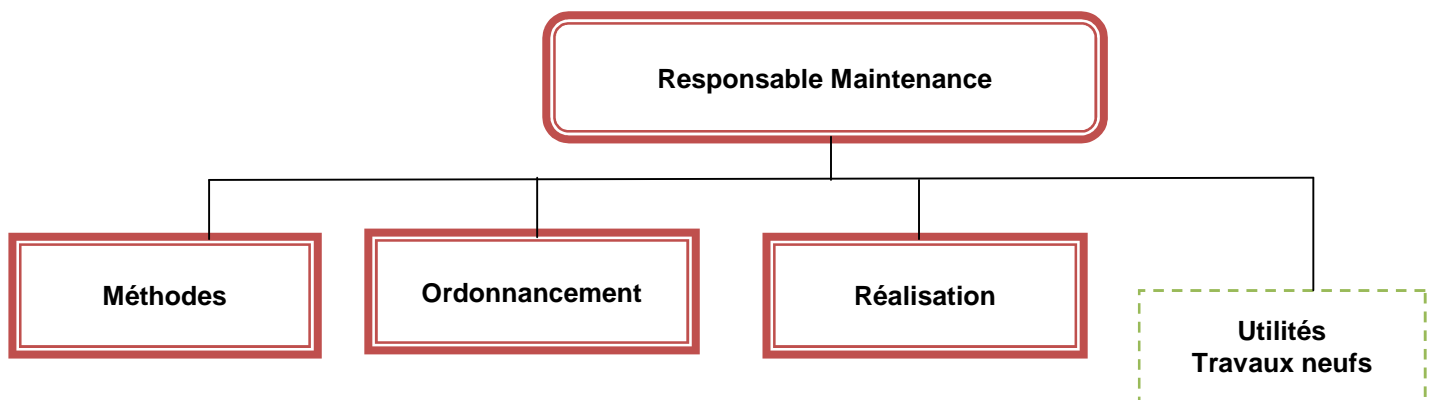 Responsable Maintenance
Méthodes
Ordonnancement
Réalisation
Utilités
Travaux neufs